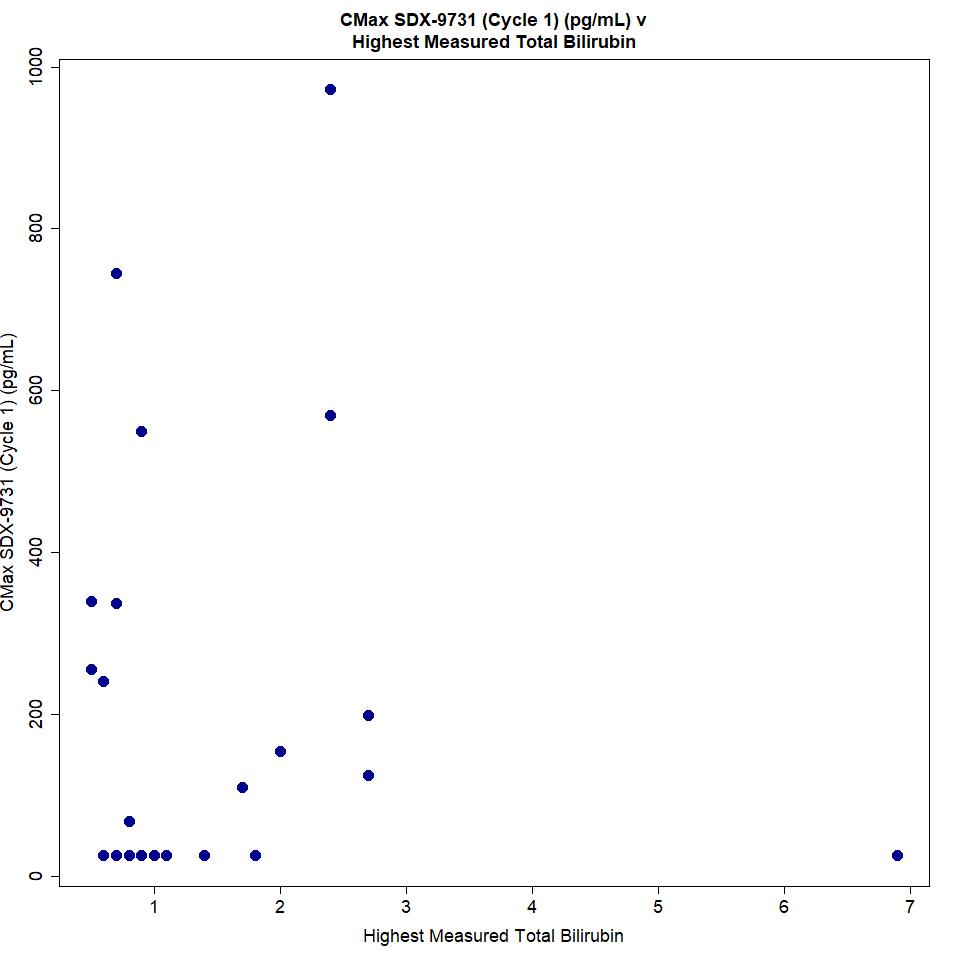 CMax SDX-9731 (Cycle 1) (pg/mL) v
Highest Measured Total Bilirubin
CMax SDX-9731 (Cycle 1) (pg/mL)
1000
800
600
400
200
0
1 2 3 4 5 6 7
Highest Measured Total Bilirubin